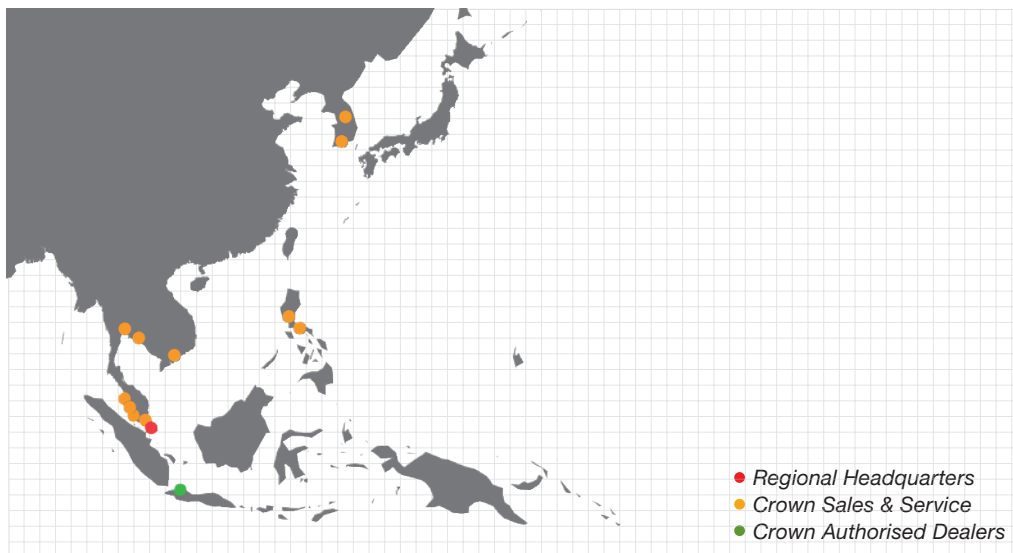 Regional Headquarters
Crown Sales & Service
Crown Authorised Dealers